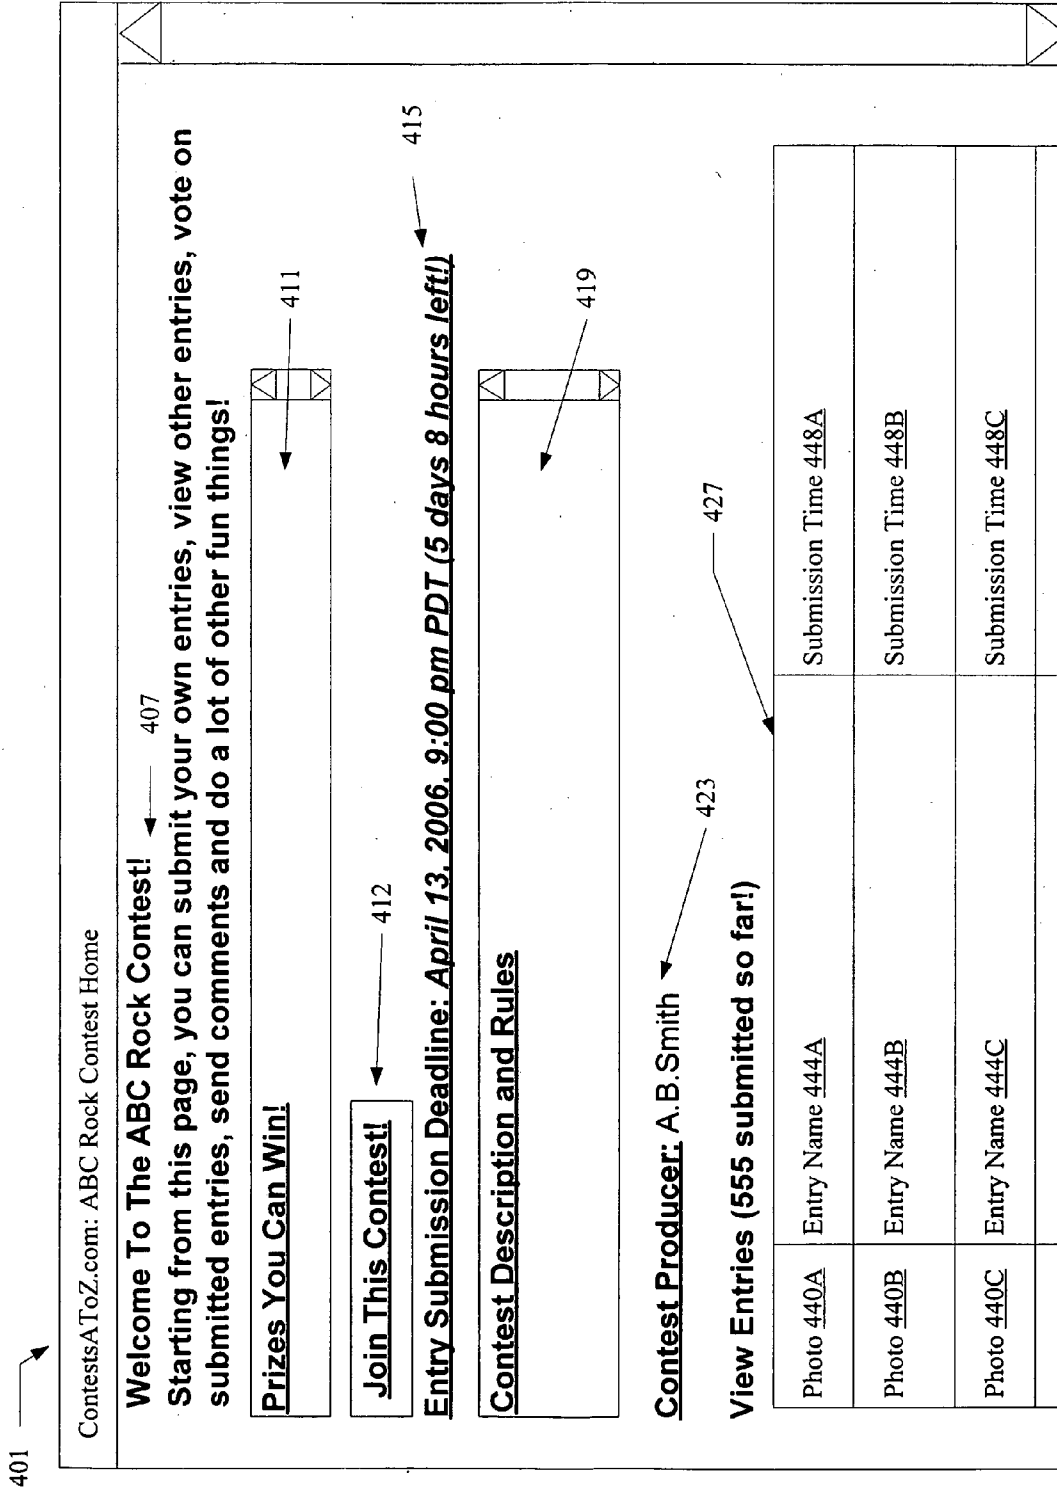 401
ContestsAToZ.com: ABC Rock Contest Home
Welcome To The ABC Rock Contest! 407
Starting from this page, you can submit your own entries, view other entries, vote on
submitted entries, send comments and do a lot of other fun things!
Prizes You Can Win! 411
Join This Contest! 412
Entry Submission Deadline: April 13, 2006, 9:00 pm PDT (5 days 8 hours left!) 415
Contest Description and Rules 419
Contest Producer: A.B.Smith 423
View Entries (555 submitted so far!) 427
Photo 440A Entry Name 444A Submission Time 448A
Photo 440B Entry Name 444B Submission Time 448B
Photo 440C Entry Name 444C Submission Time 448C